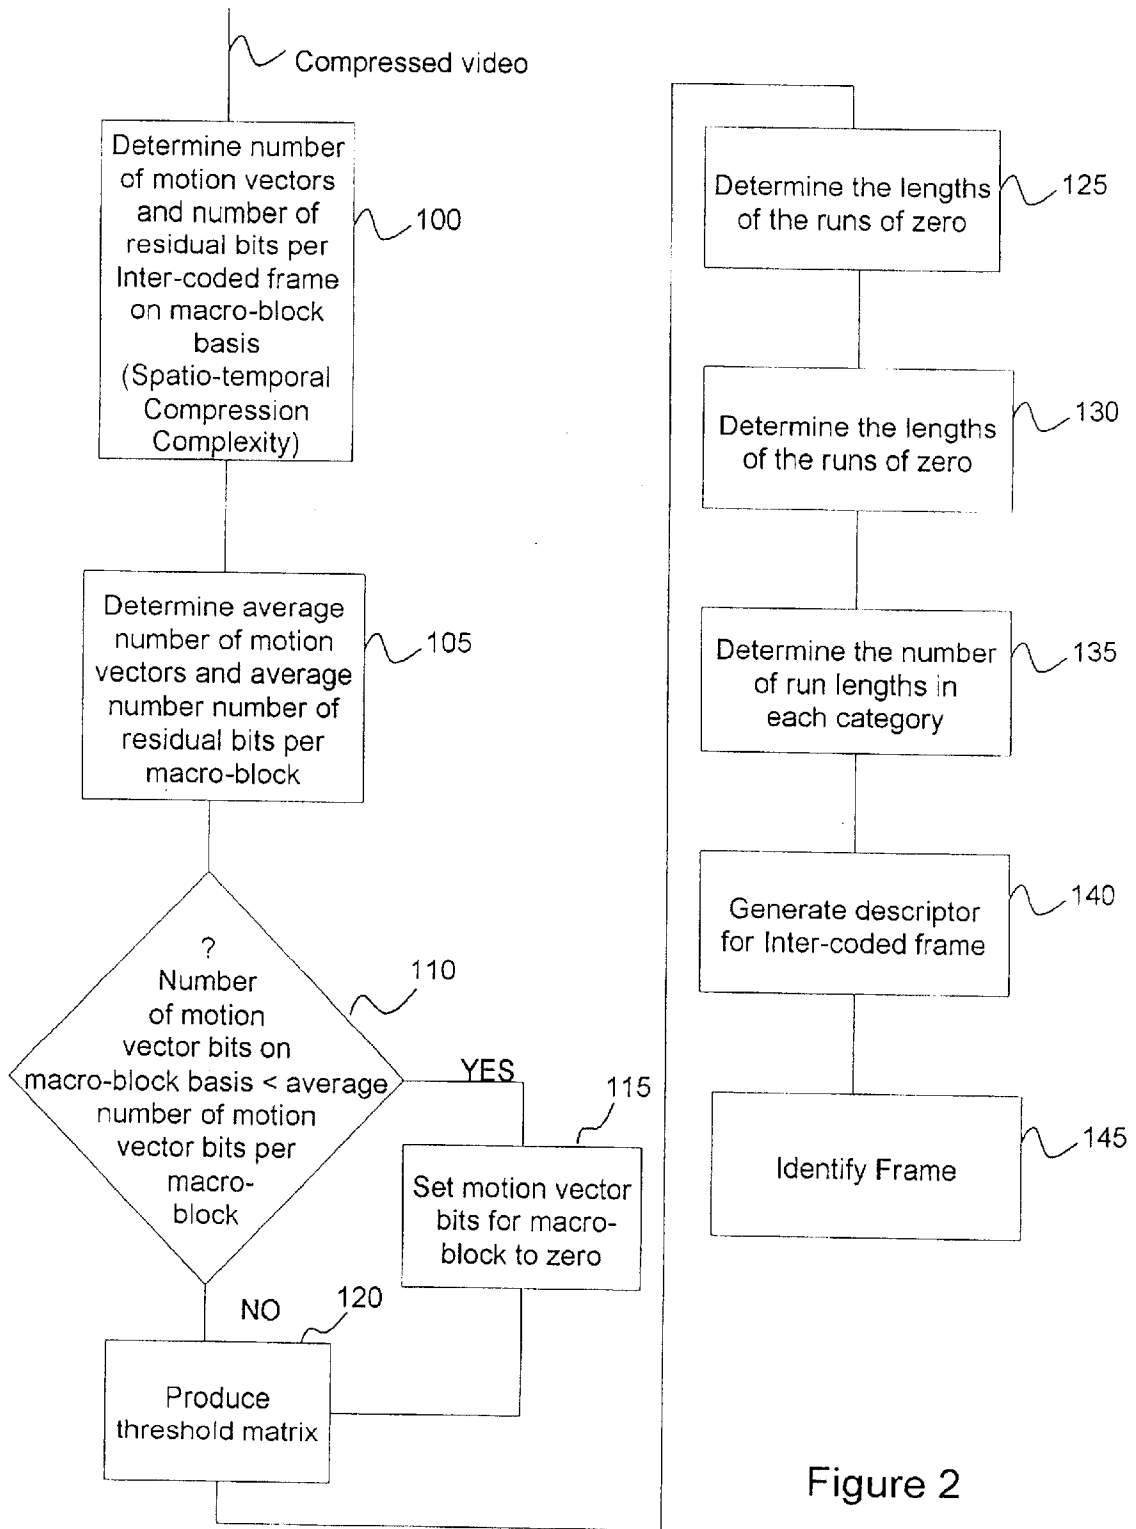 Compressed video
Determine number
of motion vectors
and number of
residual bits per
Inter-coded frame
on macro-block
basis
(Spatio-temporal
Compression
Complexity)
100
Determine average
number of motion
vectors and average
number number of
residual bits per
macro-block
105
?
Number
of motion
vector bits on
macro-block basis < average
number of motion
vector bits per
macro-
block
110
YES
115
Set motion vector
bits for macro-
block to zero
NO
120
Produce
threshold matrix
Determine the lengths
of the runs of zero
125
Determine the lengths
of the runs of zero
130
Determine the number
of run lengths in
each category
135
Generate descriptor
for Inter-coded frame
140
Identify Frame
145
Figure 2